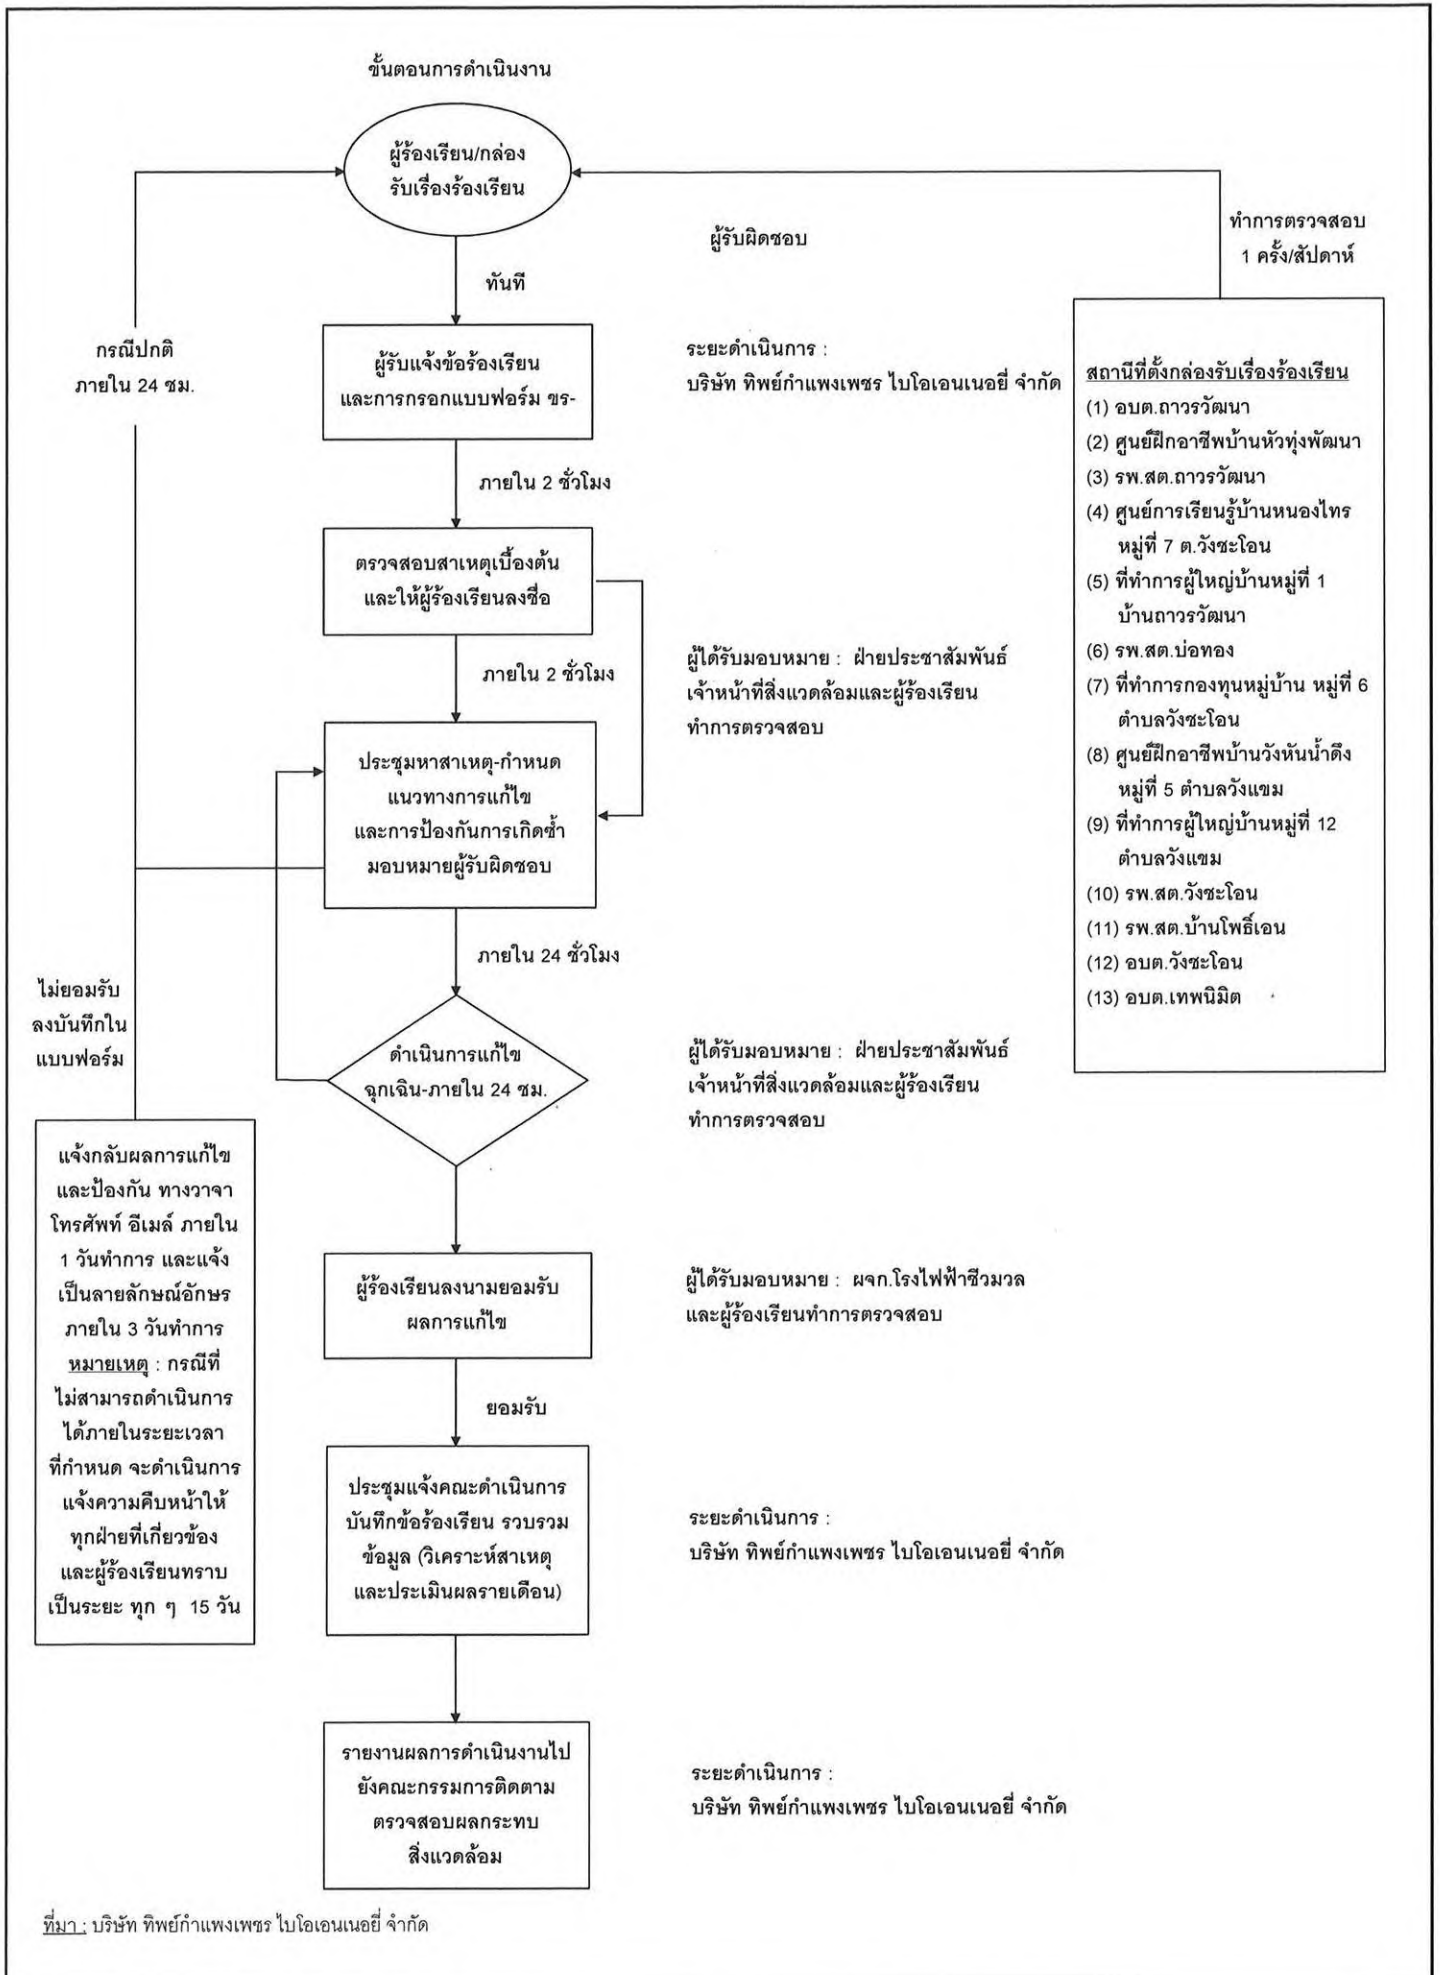 ขั้นตอนการดำเนินงาน
ผู้ร้องเรียน/กล่อง
รับเรื่องร้องเรียน
ผู้รับผิดชอบ
ทำการตรวจสอบ
1 ครั้ง/สัปดาห์
ทันที
กรณีปกติ
ภายใน 24 ชม.
ผู้รับแจ้งข้อร้องเรียน
และการกรอกแบบฟอร์ม ขร-
ระยะดำเนินการ :
บริษัท ทิพย์กำแพงเพชร ไบโอเอนเนอยี่ จำกัด
สถานีที่ตั้งกล่องรับเรื่องร้องเรียน
(1) อบต.ถาวรวัฒนา
(2) ศูนย์ฝึกอาชีพบ้านหัวทุ่งพัฒนา
(3) รพ.สต.ถาวรวัฒนา
(4) ศูนย์การเรียนรู้บ้านหนองไทร
หมู่ที่ 7 ต.วังชะโอน
(5) ที่ทำการผู้ใหญ่บ้านหมู่ที่ 1
บ้านถาวรวัฒนา
(6) รพ.สต.บ่อทอง
(7) ที่ทำการกองทุนหมู่บ้าน หมู่ที่ 6
ตำบลวังชะโอน
(8) ศูนย์ฝึกอาชีพบ้านวังหันน้ำดึง
หมู่ที่ 5 ตำบลวังแขม
(9) ที่ทำการผู้ใหญ่บ้านหมู่ที่ 12
ตำบลวังแขม
(10) รพ.สต.วังชะโอน
(11) รพ.สต.บ้านโพธิ์เอน
(12) อบต.วังชะโอน
(13) อบต.เทพนิมิต
ภายใน 2 ชั่วโมง
ตรวจสอบสาเหตุเบื้องต้น
และให้ผู้ร้องเรียนลงชื่อ
ภายใน 2 ชั่วโมง
ผู้ได้รับมอบหมาย : ฝ่ายประชาสัมพันธ์
เจ้าหน้าที่สิ่งแวดล้อมและผู้ร้องเรียน
ทำการตรวจสอบ
ประชุมหาสาเหตุ-กำหนด
แนวทางการแก้ไข
และการป้องกันการเกิดซ้ำ
มอบหมายผู้รับผิดชอบ
ภายใน 24 ชั่วโมง
ไม่ยอมรับ
ลงบันทึกใน
แบบฟอร์ม
ดำเนินการแก้ไข
ฉุกเฉิน-ภายใน 24 ชม.
ผู้ได้รับมอบหมาย : ฝ่ายประชาสัมพันธ์
เจ้าหน้าที่สิ่งแวดล้อมและผู้ร้องเรียน
ทำการตรวจสอบ
แจ้งกลับผลการแก้ไข
และป้องกัน ทางวาจา
โทรศัพท์ อีเมล์ ภายใน
1 วันทำการ และแจ้ง
เป็นลายลักษณ์อักษร
ภายใน 3 วันทำการ
หมายเหตุ : กรณีที่
ไม่สามารถดำเนินการ
ได้ภายในระยะเวลา
ที่กำหนด จะดำเนินการ
แจ้งความคืบหน้าให้
ทุกฝ่ายที่เกี่ยวข้อง
และผู้ร้องเรียนทราบ
เป็นระยะ ทุก ๆ 15 วัน
ผู้ร้องเรียนลงนามยอมรับ
ผลการแก้ไข
ผู้ได้รับมอบหมาย : ผจก.โรงไฟฟ้าชีวมวล
และผู้ร้องเรียนทำการตรวจสอบ
ยอมรับ
ประชุมแจ้งคณะดำเนินการ
บันทึกข้อร้องเรียน รวบรวม
ข้อมูล (วิเคราะห์สาเหตุ
และประเมินผลรายเดือน)
ระยะดำเนินการ :
บริษัท ทิพย์กำแพงเพชร ไบโอเอนเนอยี่ จำกัด
รายงานผลการดำเนินงานไป
ยังคณะกรรมการติดตาม
ตรวจสอบผลกระทบ
สิ่งแวดล้อม
ระยะดำเนินการ :
บริษัท ทิพย์กำแพงเพชร ไบโอเอนเนอยี่ จำกัด
ที่มา : บริษัท ทิพย์กำแพงเพชร ไบโอเอนเนอยี่ จำกัด